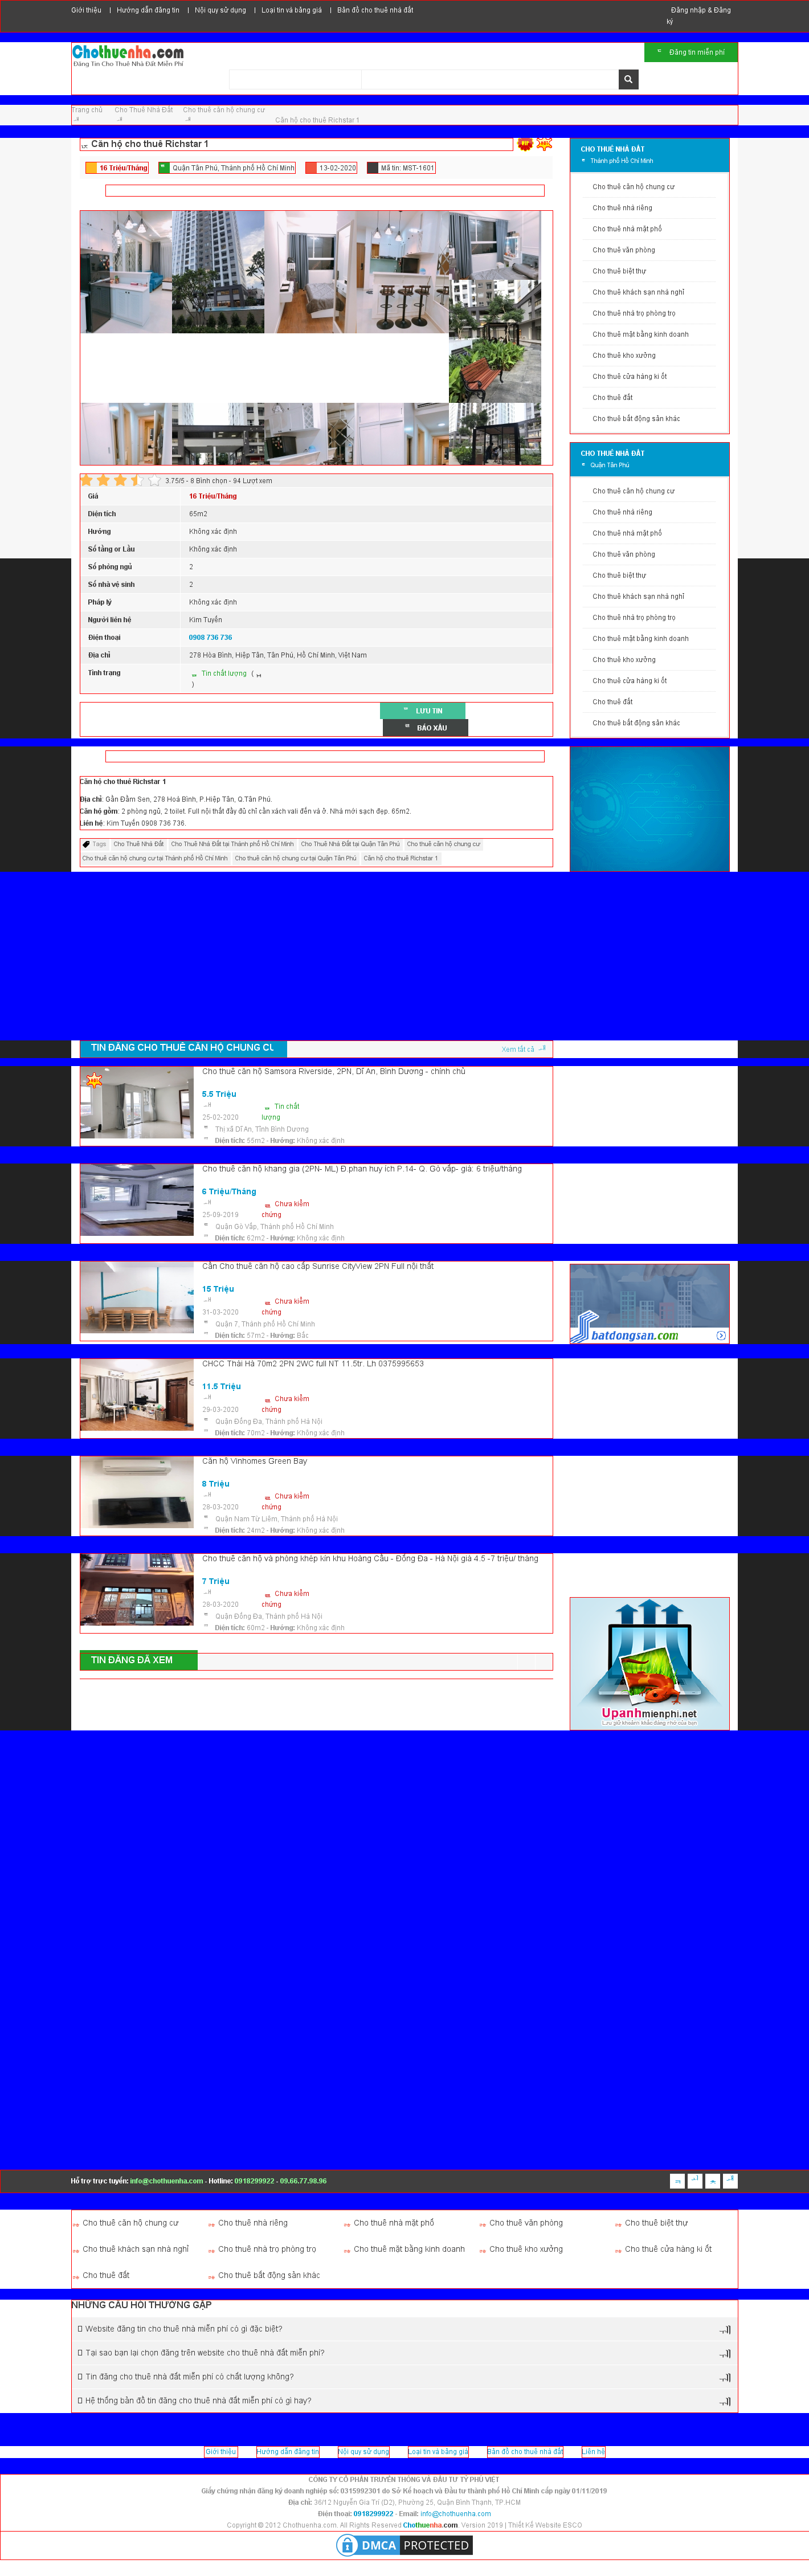 Giới thiệu | Hướng dẫn đăng tin | Nội quy sử dụng | Loại tin và bảng giá | Bản đồ cho thuê nhà đất
Đăng nhập & Đăng ký
Chothuenha.com
Đăng Tin Cho Thuê Nhà Đất Miễn Phí
Đăng tin miễn phí
Trang chủ
Cho Thuê Nhà Đất
Cho thuê căn hộ chung cư
Căn hộ cho thuê Richstar 1
Căn hộ cho thuê Richstar 1
16 Triệu/Tháng
Quận Tân Phú, Thành phố Hồ Chí Minh
13-02-2020
Mã tin: MST-1601
3.75/5 - 8 Bình chọn - 94 Lượt xem
Giá 16 Triệu/Tháng
Diện tích 65m2
Hướng Không xác định
Số tầng or Lầu Không xác định
Số phòng ngủ 2
Số nhà vệ sinh 2
Pháp lý Không xác định
Người liên hệ Kim Tuyến
Điện thoại 0908 736 736
Địa chỉ 278 Hòa Bình, Hiệp Tân, Tân Phú, Hồ Chí Minh, Việt Nam
Tình trạng Tin chất lượng ( )
LƯU TIN
BÁO XẤU
Căn hộ cho thuê Richstar 1
Địa chỉ: Gần Đầm Sen, 278 Hoà Bình, P.Hiệp Tân, Q.Tân Phú.
Căn hộ gồm: 2 phòng ngủ, 2 toilet. Full nội thất đầy đủ chỉ cần xách vali đến và ở. Nhà mới sạch đẹp. 65m2.
Liên hệ: Kim Tuyến 0908 736 736.
Tags
Cho Thuê Nhà Đất
Cho Thuê Nhà Đất tại Thành phố Hồ Chí Minh
Cho Thuê Nhà Đất tại Quận Tân Phú
Cho thuê căn hộ chung cư
Cho thuê căn hộ chung cư tại Thành phố Hồ Chí Minh
Cho thuê căn hộ chung cư tại Quận Tân Phú
Căn hộ cho thuê Richstar 1
CHO THUÊ NHÀ ĐẤT
Thành phố Hồ Chí Minh
Cho thuê căn hộ chung cư
Cho thuê nhà riêng
Cho thuê nhà mặt phố
Cho thuê văn phòng
Cho thuê biệt thự
Cho thuê khách sạn nhà nghỉ
Cho thuê nhà trọ phòng trọ
Cho thuê mặt bằng kinh doanh
Cho thuê kho xưởng
Cho thuê cửa hàng ki ốt
Cho thuê đất
Cho thuê bất động sản khác
CHO THUÊ NHÀ ĐẤT
Quận Tân Phú
Cho thuê căn hộ chung cư
Cho thuê nhà riêng
Cho thuê nhà mặt phố
Cho thuê văn phòng
Cho thuê biệt thự
Cho thuê khách sạn nhà nghỉ
Cho thuê nhà trọ phòng trọ
Cho thuê mặt bằng kinh doanh
Cho thuê kho xưởng
Cho thuê cửa hàng ki ốt
Cho thuê đất
Cho thuê bất động sản khác
TIN ĐĂNG CHO THUÊ CĂN HỘ CHUNG CƯ
Xem tất cả
Cho thuê căn hộ Samsora Riverside, 2PN, Dĩ An, Bình Dương - chính chủ
5.5 Triệu
25-02-2020
Tin chất lượng
Thị xã Dĩ An, Tỉnh Bình Dương
Diện tích: 55m2 - Hướng: Không xác định
Cho thuê căn hộ khang gia (2PN- ML) Đ.phan huy ích P.14- Q. Gò vấp- giá: 6 triệu/tháng
6 Triệu/Tháng
25-09-2019
Chưa kiểm chứng
Quận Gò Vấp, Thành phố Hồ Chí Minh
Diện tích: 62m2 - Hướng: Không xác định
Cần Cho thuê căn hộ cao cấp Sunrise CityView 2PN Full nội thất
15 Triệu
31-03-2020
Chưa kiểm chứng
Quận 7, Thành phố Hồ Chí Minh
Diện tích: 57m2 - Hướng: Bắc
batdongsan.com
CHCC Thái Hà 70m2 2PN 2WC full NT 11.5tr. Lh 0375995653
11.5 Triệu
29-03-2020
Chưa kiểm chứng
Quận Đống Đa, Thành phố Hà Nội
Diện tích: 70m2 - Hướng: Không xác định
Căn hộ Vinhomes Green Bay
8 Triệu
28-03-2020
Chưa kiểm chứng
Quận Nam Từ Liêm, Thành phố Hà Nội
Diện tích: 24m2 - Hướng: Không xác định
Cho thuê căn hộ và phòng khép kín khu Hoàng Cầu - Đống Đa - Hà Nội giá 4.5 -7 triệu/ tháng
7 Triệu
28-03-2020
Chưa kiểm chứng
Quận Đống Đa, Thành phố Hà Nội
Diện tích: 60m2 - Hướng: Không xác định
TIN ĐĂNG ĐÃ XEM
Upanhmienphi.net
Lưu giữ khoảnh khắc đáng nhớ của bạn
Hổ trợ trực tuyến: info@chothuenha.com - Hotline: 0918299922 - 09.66.77.98.96
Cho thuê căn hộ chung cư
Cho thuê nhà riêng
Cho thuê nhà mặt phố
Cho thuê văn phòng
Cho thuê biệt thự
Cho thuê khách sạn nhà nghỉ
Cho thuê nhà trọ phòng trọ
Cho thuê mặt bằng kinh doanh
Cho thuê kho xưởng
Cho thuê cửa hàng ki ốt
Cho thuê đất
Cho thuê bất động sản khác
NHỮNG CÂU HỎI THƯỜNG GẶP
Website đăng tin cho thuê nhà miễn phí có gì đặc biệt?
Tại sao bạn lại chọn đăng trên website cho thuê nhà đất miễn phí?
Tin đăng cho thuê nhà đất miễn phí có chất lượng không?
Hệ thống bản đồ tin đăng cho thuê nhà đất miễn phí có gì hay?
Giới thiệu
Hướng dẫn đăng tin
Nội quy sử dụng
Loại tin và bảng giá
Bản đồ cho thuê nhà đất
Liên hệ
CÔNG TY CỔ PHẦN TRUYỀN THÔNG VÀ ĐẦU TƯ TỶ PHÚ VIỆT
Giấy chứng nhận đăng ký doanh nghiệp số: 0315992301 do Sở Kế hoạch và Đầu tư thành phố Hồ Chí Minh cấp ngày 01/11/2019
Địa chỉ: 36/12 Nguyễn Gia Trí (D2), Phường 25, Quận Bình Thạnh, TP.HCM
Điện thoại: 0918299922 - Email: info@chothuenha.com
Copyright © 2012 Chothuenha.com. All Rights Reserved Chothuenha.com. Version 2019 | Thiết Kế Website ESCO
DMCA PROTECTED